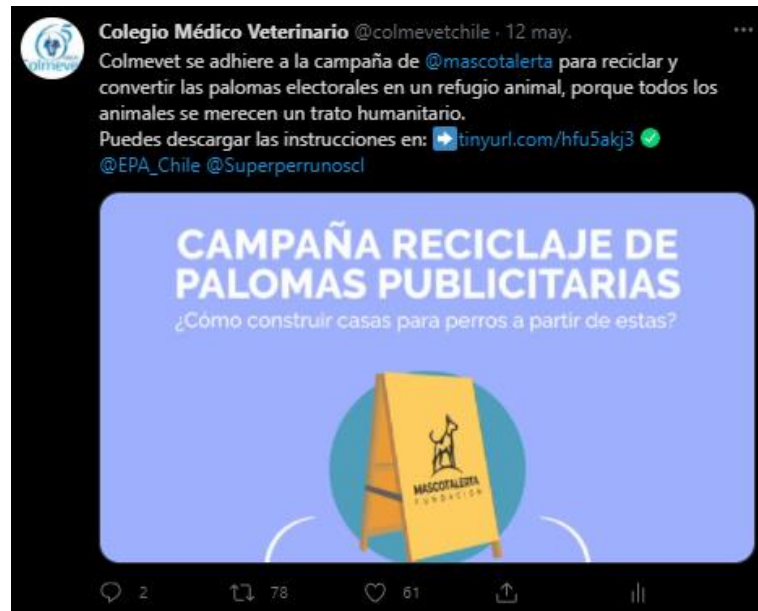 Colegio Médico Veterinario @colmevetchile · 12 may.
Colmevet se adhiere a la campaña de @mascotalerta para reciclar y
convertir las palomas electorales en un refugio animal, porque todos los
animales se merecen un trato humanitario.
Puedes descargar las instrucciones en: ➡tinyurl.com/hfu5akj3 ✅
@EPA_Chile @Superperrunoscl
CAMPAÑA RECICLAJE DE
PALOMAS PUBLICITARIAS
¿Cómo construir casas para perros a partir de estas?
MASCOTALERTA
FUNDACIÓN
2 78 61